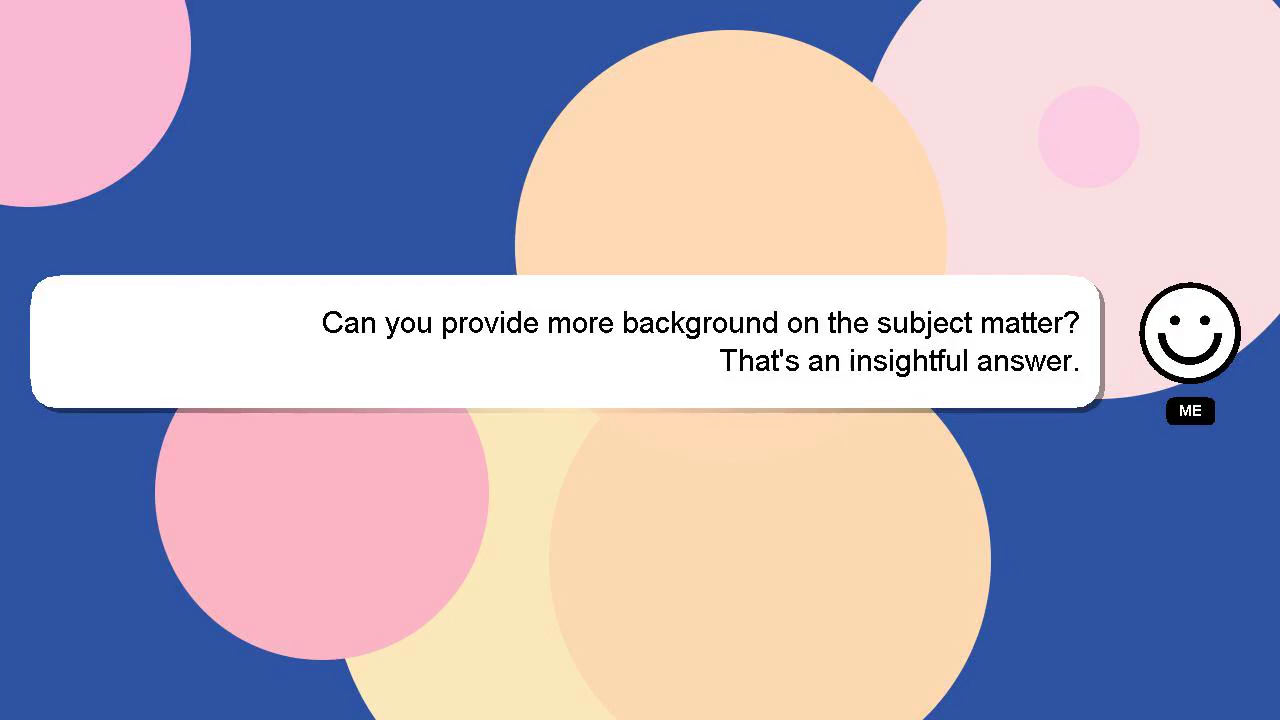 Can you provide more background on the subject matter?
That's an insightful answer.
ME